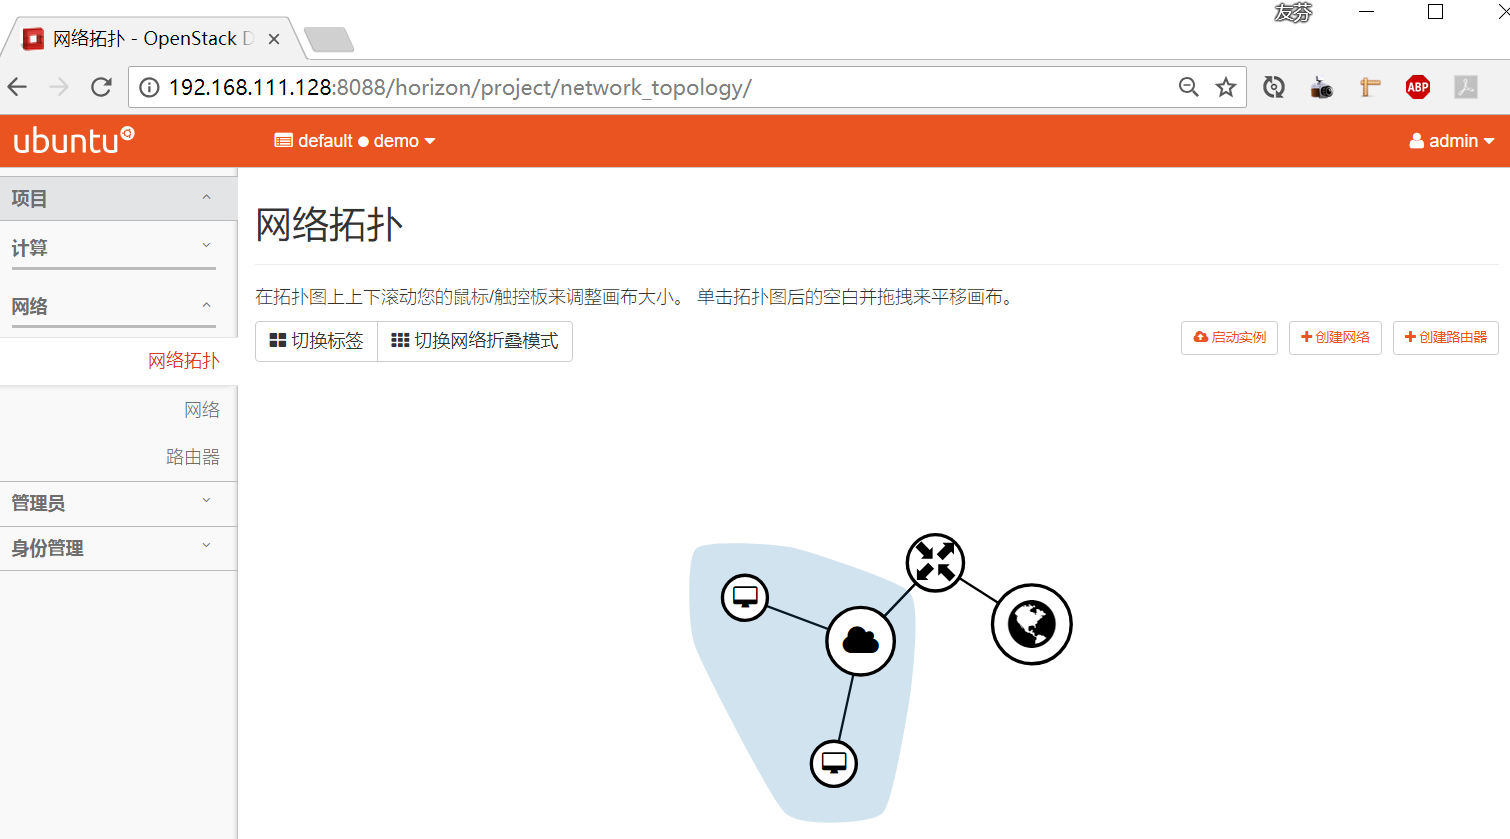 友芬
网络拓扑 - OpenStack D
192.168.111.128:8088/horizon/project/network_topology/
ABP
ubuntu
default ● demo
admin
项目
计算
网络
网络拓扑
网络
路由器
管理员
身份管理
网络拓扑
在拓扑图上上下滚动您的鼠标/触控板来调整画布大小。 单击拓扑图后的空白并拖拽来平移画布。
切换标签 切换网络折叠模式
启动实例 +创建网络 +创建路由器